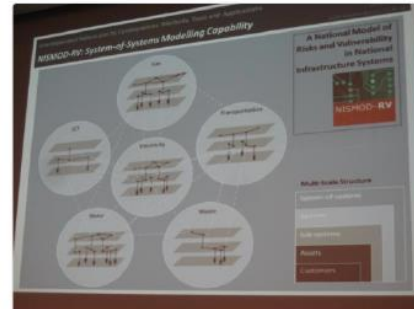 NISMOD-RV: System-of-Systems Modelling Capability
A National Model of
Risks and Vulnerability
in National
Infrastructure Systems
NISMOD-RV
Gas
Transportation
ICT
Electricity
Water
Waste
Multi-Scale Structure
System-of-systems
Systems
Sub-systems
Assets
Customers